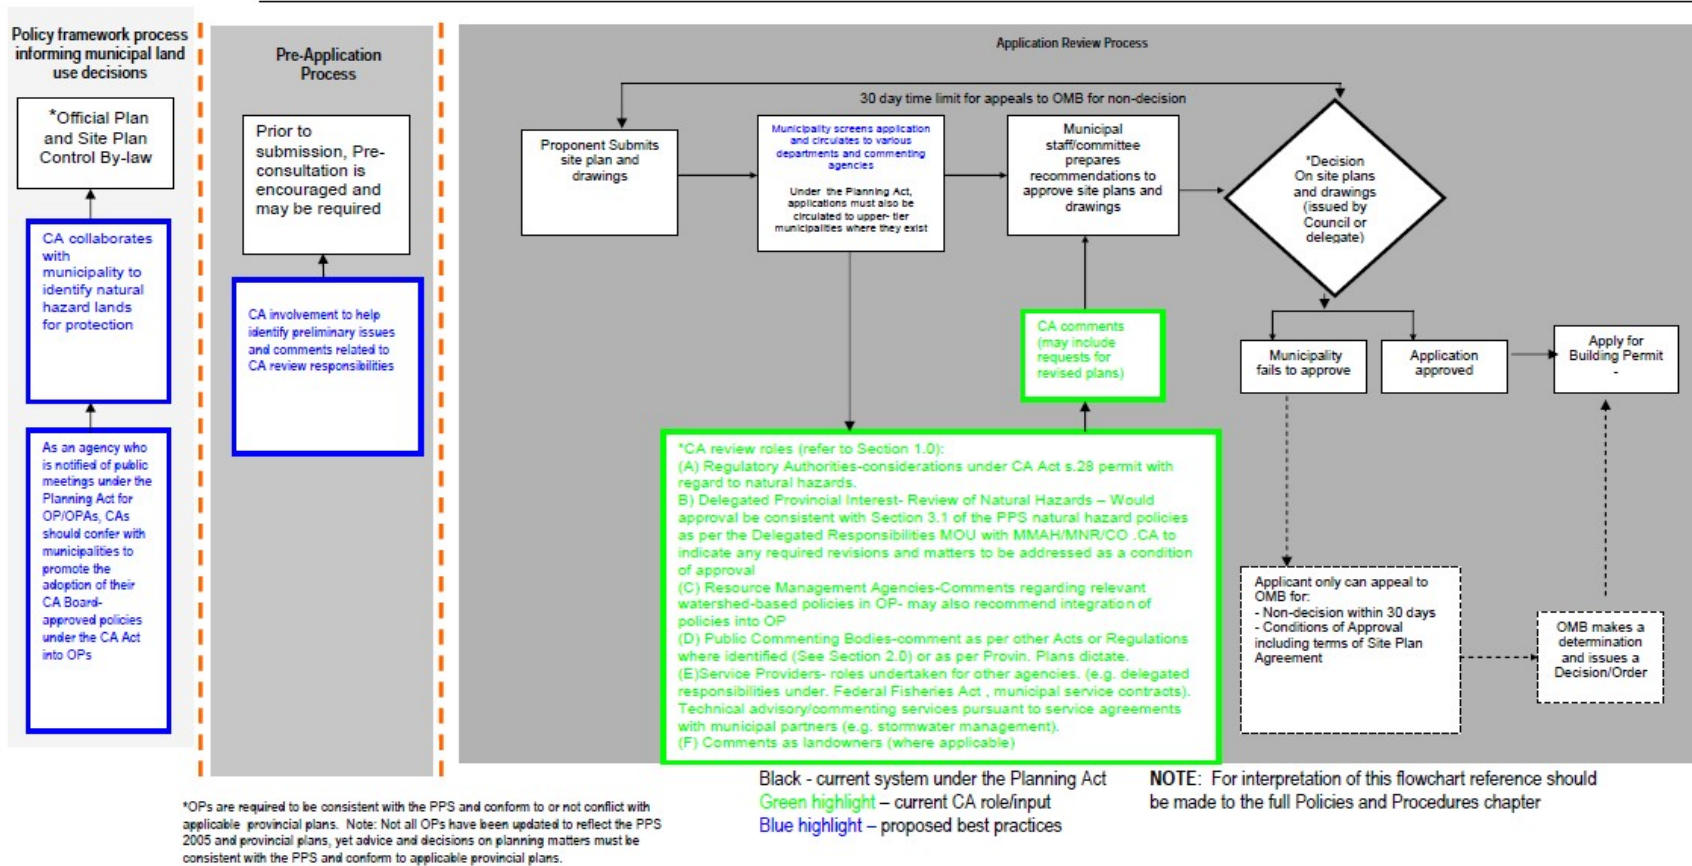 Policy framework process
informing municipal land
use decisions
*Official Plan
and Site Plan
Control By-law
CA collaborates
with
municipality to
identify natural
hazard lands
for protection
As an agency who
is notified of public
meetings under the
Planning Act for
OP/OPAs, CAs
should confer with
municipalities to
promote the
adoption of their
CA Board-
approved policies
under the CA Act
into OPs
Pre-Application
Process
Prior to
submission, Pre-
consultation is
encouraged and
may be required
CA involvement to help
identify preliminary issues
and comments related to
CA review responsibilities
Application Review Process
30 day time limit for appeals to OMB for non-decision
Proponent Submits
site plan and
drawings
Municipality screens application
and circulates to various
departments and commenting
agencies
Under the Planning Act,
applications must also be
circulated to upper- tier
municipalities where they exist
Municipal
staff/committee
prepares
recommendations to
approve site plans and
drawings
*Decision
On site plans
and drawings
(issued by
Council or
delegate)
CA comments
(may include
requests for
revised plans)
Municipality
fails to approve
Application
approved
Apply for
Building Permit
-
*CA review roles (refer to Section 1.0):
(A) Regulatory Authorities-considerations under CA Act s.28 permit with
regard to natural hazards.
B) Delegated Provincial Interest- Review of Natural Hazards – Would
approval be consistent with Section 3.1 of the PPS natural hazard policies
as per the Delegated Responsibilities MOU with MMAH/MNR/CO .CA to
indicate any required revisions and matters to be addressed as a condition
of approval
(C) Resource Management Agencies-Comments regarding relevant
watershed-based policies in OP- may also recommend integration of
policies into OP
(D) Public Commenting Bodies-comment as per other Acts or Regulations
where identified (See Section 2.0) or as per Provin. Plans dictate.
(E)Service Providers- roles undertaken for other agencies. (e.g. delegated
responsibilities under. Federal Fisheries Act , municipal service contracts).
Technical advisory/commenting services pursuant to service agreements
with municipal partners (e.g. stormwater management).
(F) Comments as landowners (where applicable)
Applicant only can appeal to
OMB for:
- Non-decision within 30 days
- Conditions of Approval
including terms of Site Plan
Agreement
OMB makes a
determination
and issues a
Decision/Order
*OPs are required to be consistent with the PPS and conform to or not conflict with
applicable provincial plans. Note: Not all OPs have been updated to reflect the PPS
2005 and provincial plans, yet advice and decisions on planning matters must be
consistent with the PPS and conform to applicable provincial plans.
Black - current system under the Planning Act
Green highlight – current CA role/input
Blue highlight – proposed best practices
NOTE: For interpretation of this flowchart reference should
be made to the full Policies and Procedures chapter